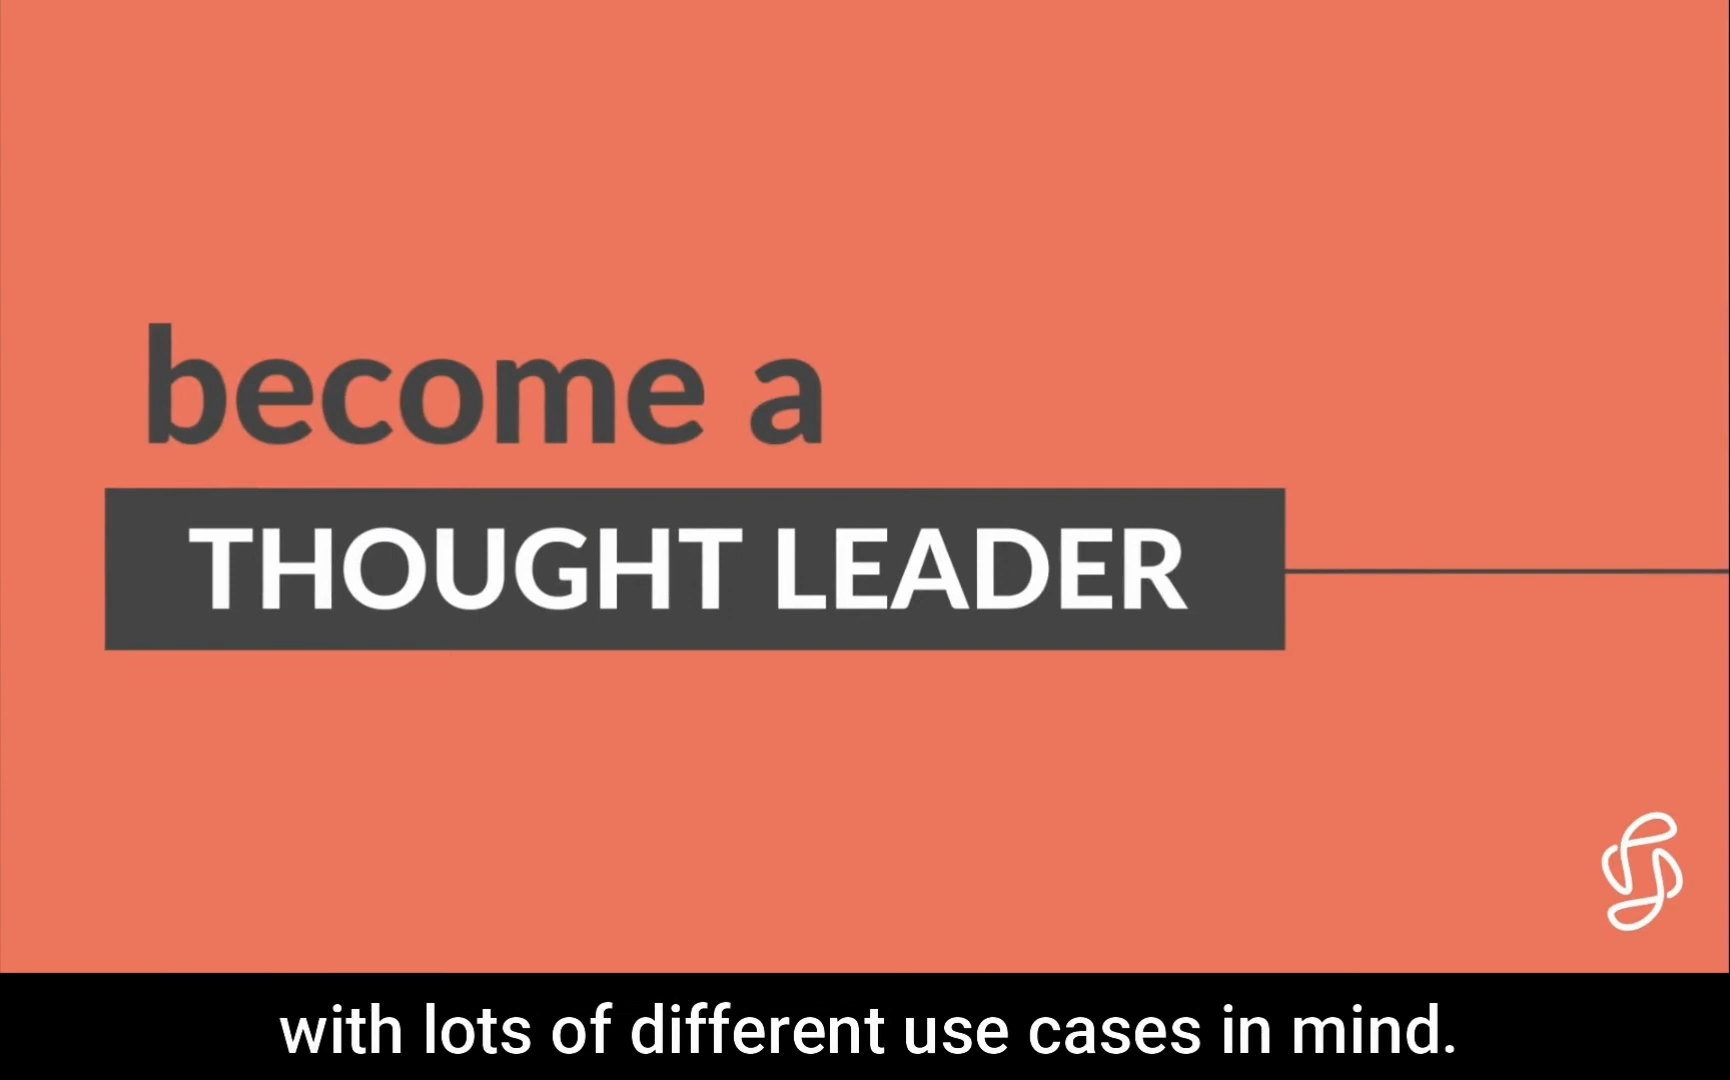 become a
THOUGHT LEADER
with lots of different use cases in mind.